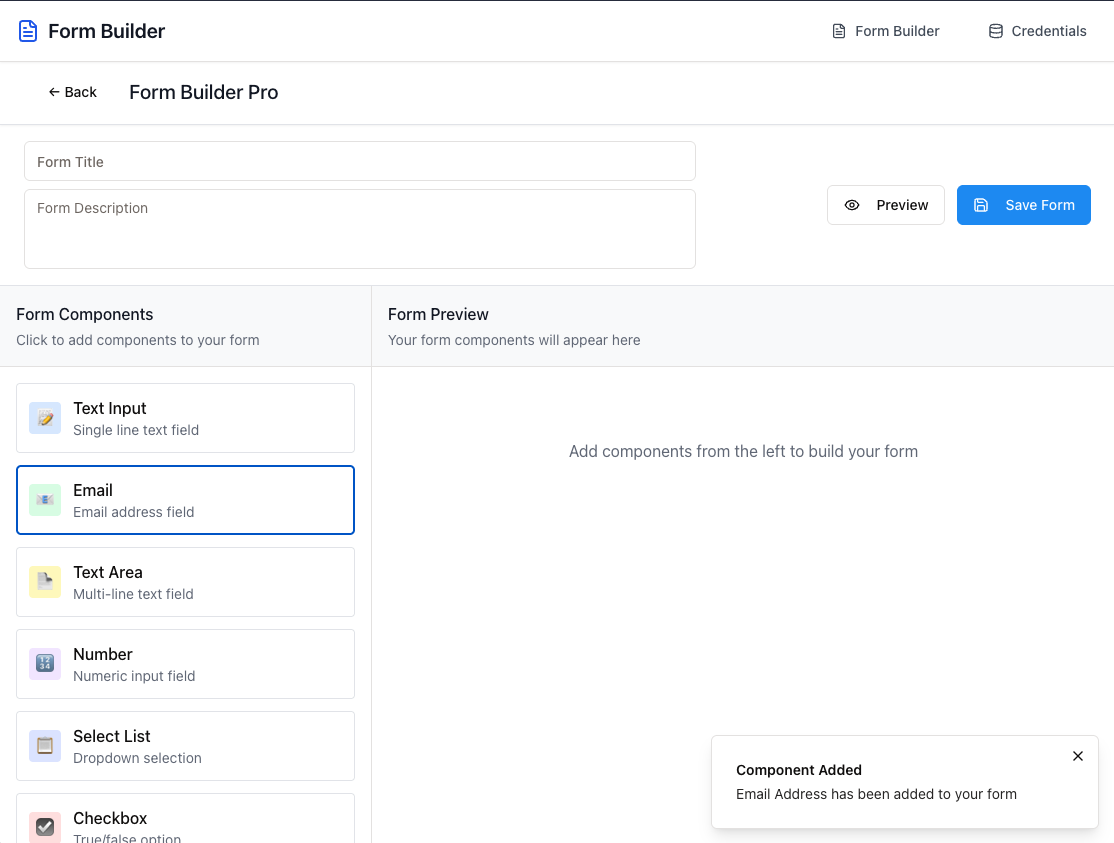 Form Builder
Form Builder
Credentials
← Back
Form Builder Pro
Form Title
Form Description
Preview
Save Form
Form Components
Click to add components to your form
Form Preview
Your form components will appear here
Text Input
Single line text field
Email
Email address field
Text Area
Multi-line text field
Number
Numeric input field
Select List
Dropdown selection
Checkbox
True/false option
Add components from the left to build your form
Component Added
Email Address has been added to your form